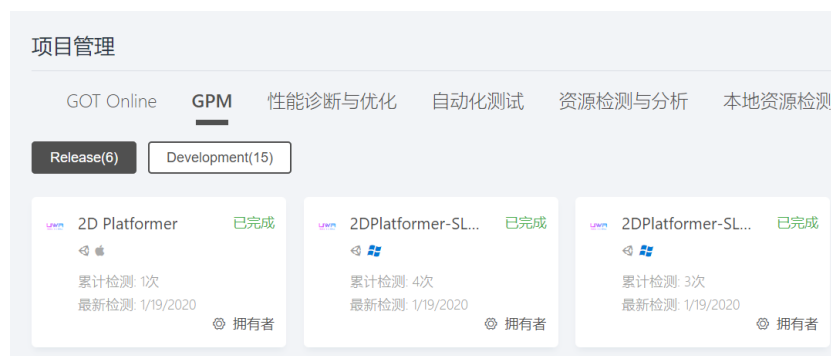 项目管理
GOT Online GPM 性能诊断与优化 自动化测试 资源检测与分析 本地资源检测
Release(6) Development(15)
UWA 2D Platformer 已完成 UWA 2DPlatformer-SL... 已完成 UWA 2DPlatformer-SL... 已完成
累计检测: 1次 累计检测: 4次 累计检测: 3次
最新检测: 1/19/2020 最新检测: 1/19/2020 最新检测: 1/19/2020
拥有者 拥有者 拥有者